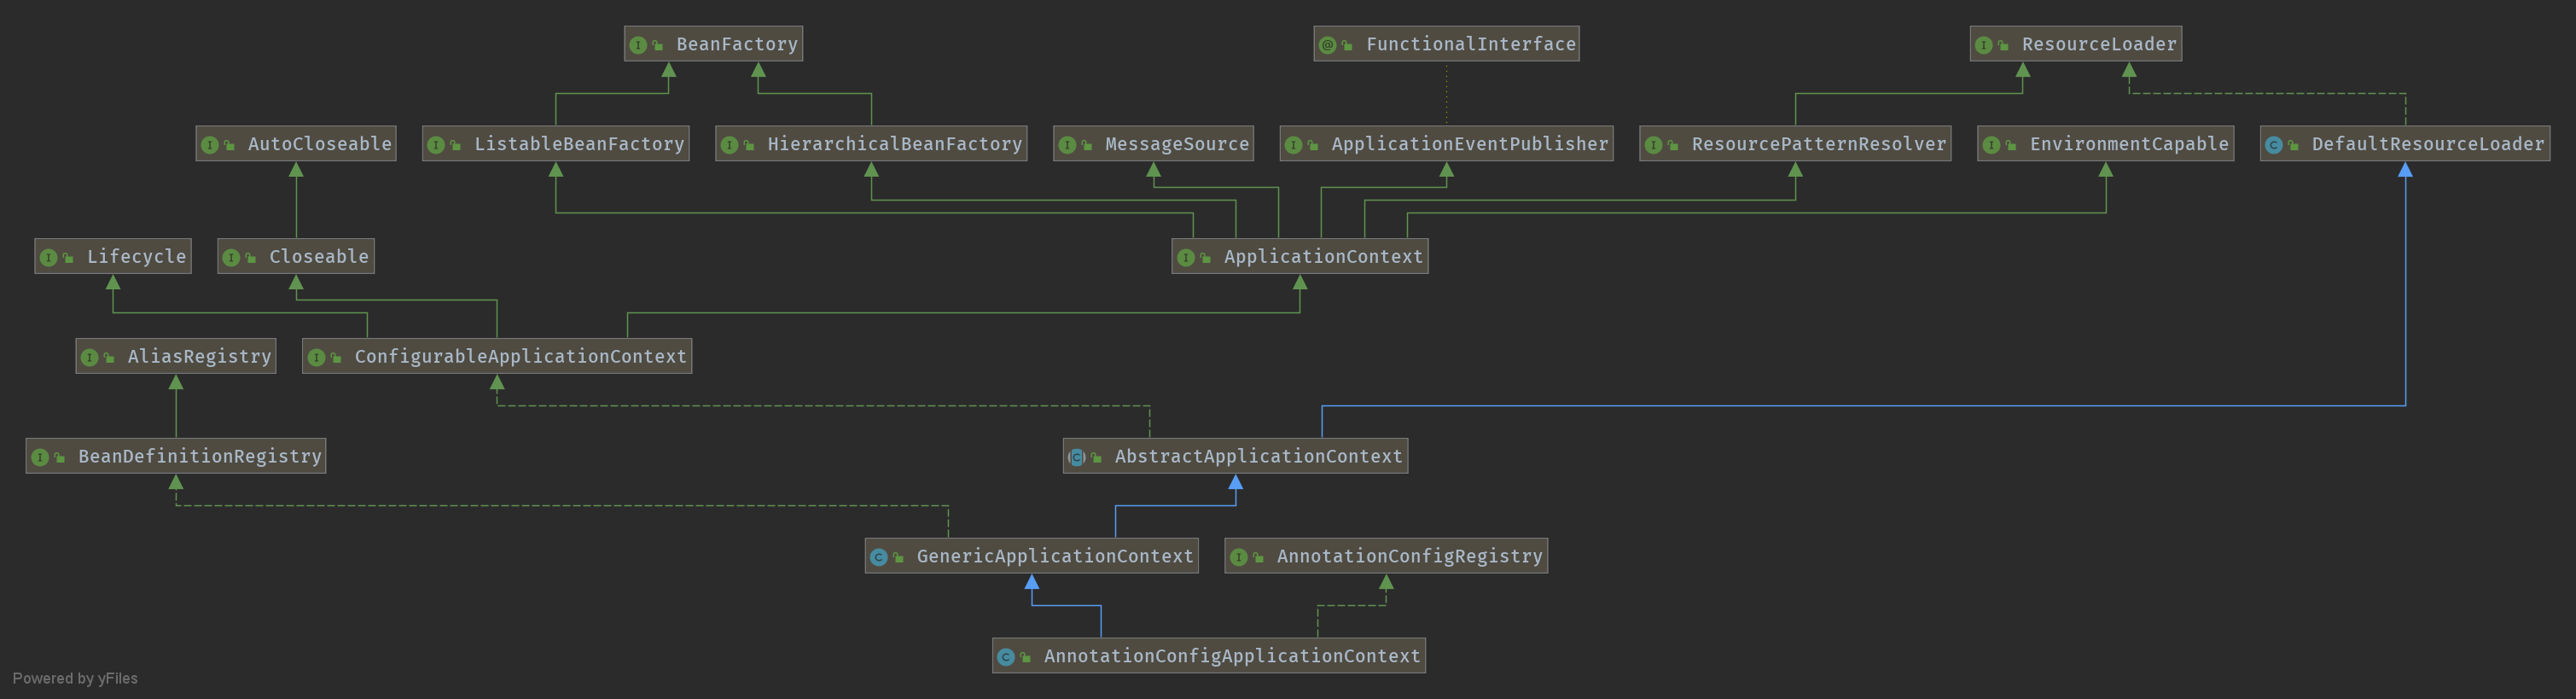 BeanFactory
FunctionalInterface
ResourceLoader
AutoCloseable
ListableBeanFactory
HierarchicalBeanFactory
MessageSource
ApplicationEventPublisher
ResourcePatternResolver
EnvironmentCapable
DefaultResourceLoader
Lifecycle
Closeable
ApplicationContext
AliasRegistry
ConfigurableApplicationContext
BeanDefinitionRegistry
AbstractApplicationContext
GenericApplicationContext
AnnotationConfigRegistry
AnnotationConfigApplicationContext
Powered by yFiles